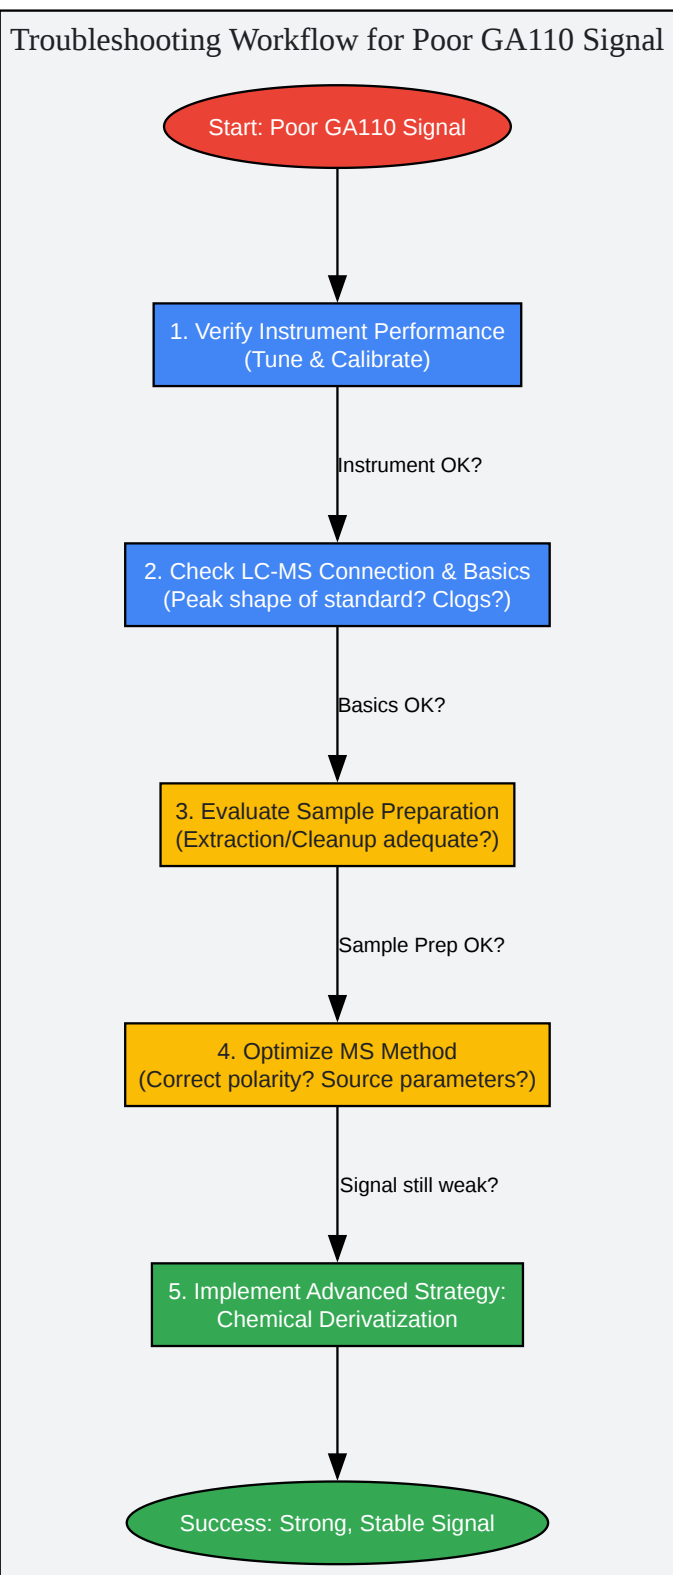 Troubleshooting Workflow for Poor GA110 Signal
Start: Poor GA110 Signal
1. Verify Instrument Performance
(Tune & Calibrate)
Instrument OK?
2. Check LC-MS Connection & Basics
(Peak shape of standard? Clogs?)
Basics OK?
3. Evaluate Sample Preparation
(Extraction/Cleanup adequate?)
Sample Prep OK?
4. Optimize MS Method
(Correct polarity? Source parameters?)
Signal still weak?
5. Implement Advanced Strategy:
Chemical Derivatization
Success: Strong, Stable Signal